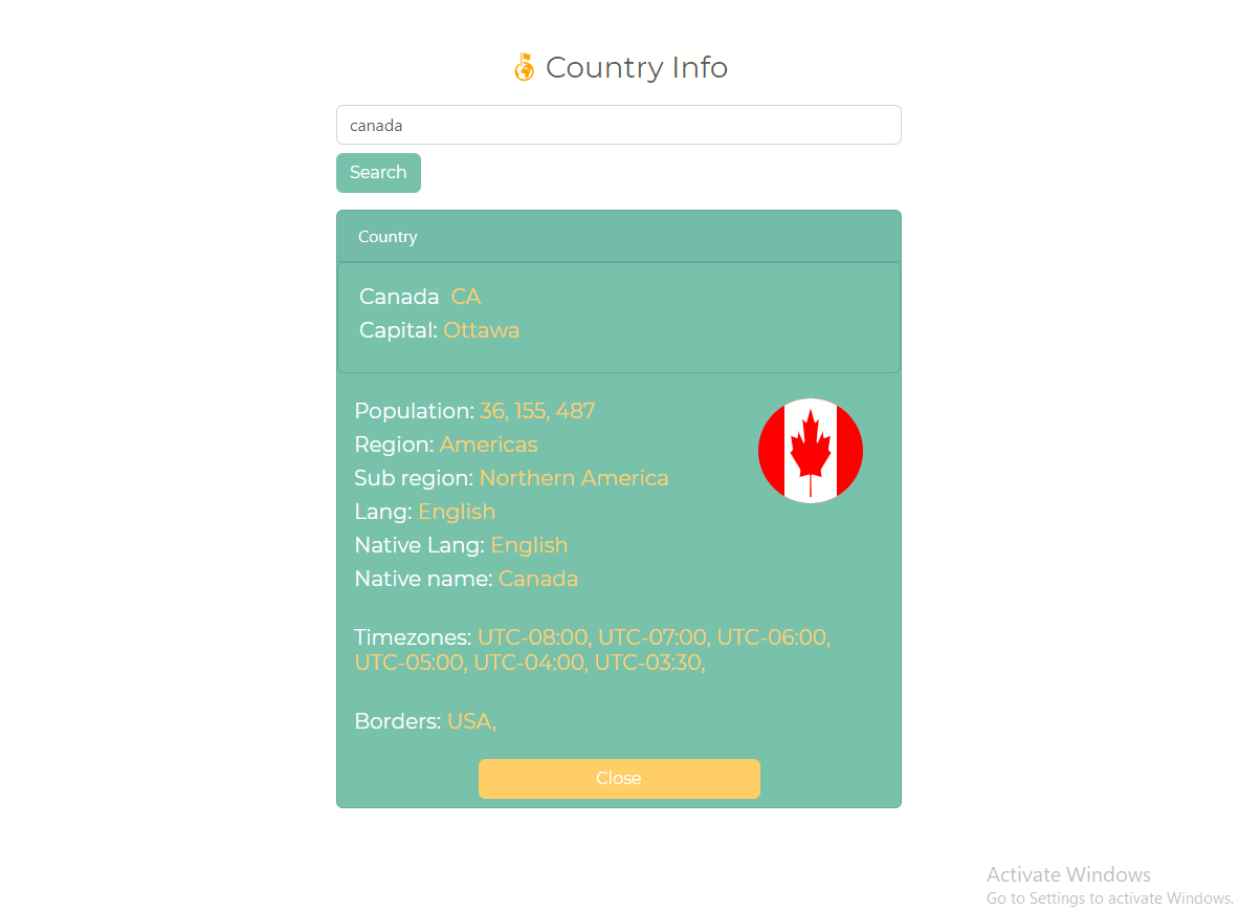 Country Info
canada
Search
Country
Canada CA
Capital: Ottawa
Population: 36, 155, 487
Region: Americas
Sub region: Northern America
Lang: English
Native Lang: English
Native name: Canada
Timezones: UTC-08:00, UTC-07:00, UTC-06:00,
UTC-05:00, UTC-04:00, UTC-03:30,
Borders: USA,
Close
Activate Windows
Go to Settings to activate Windows.